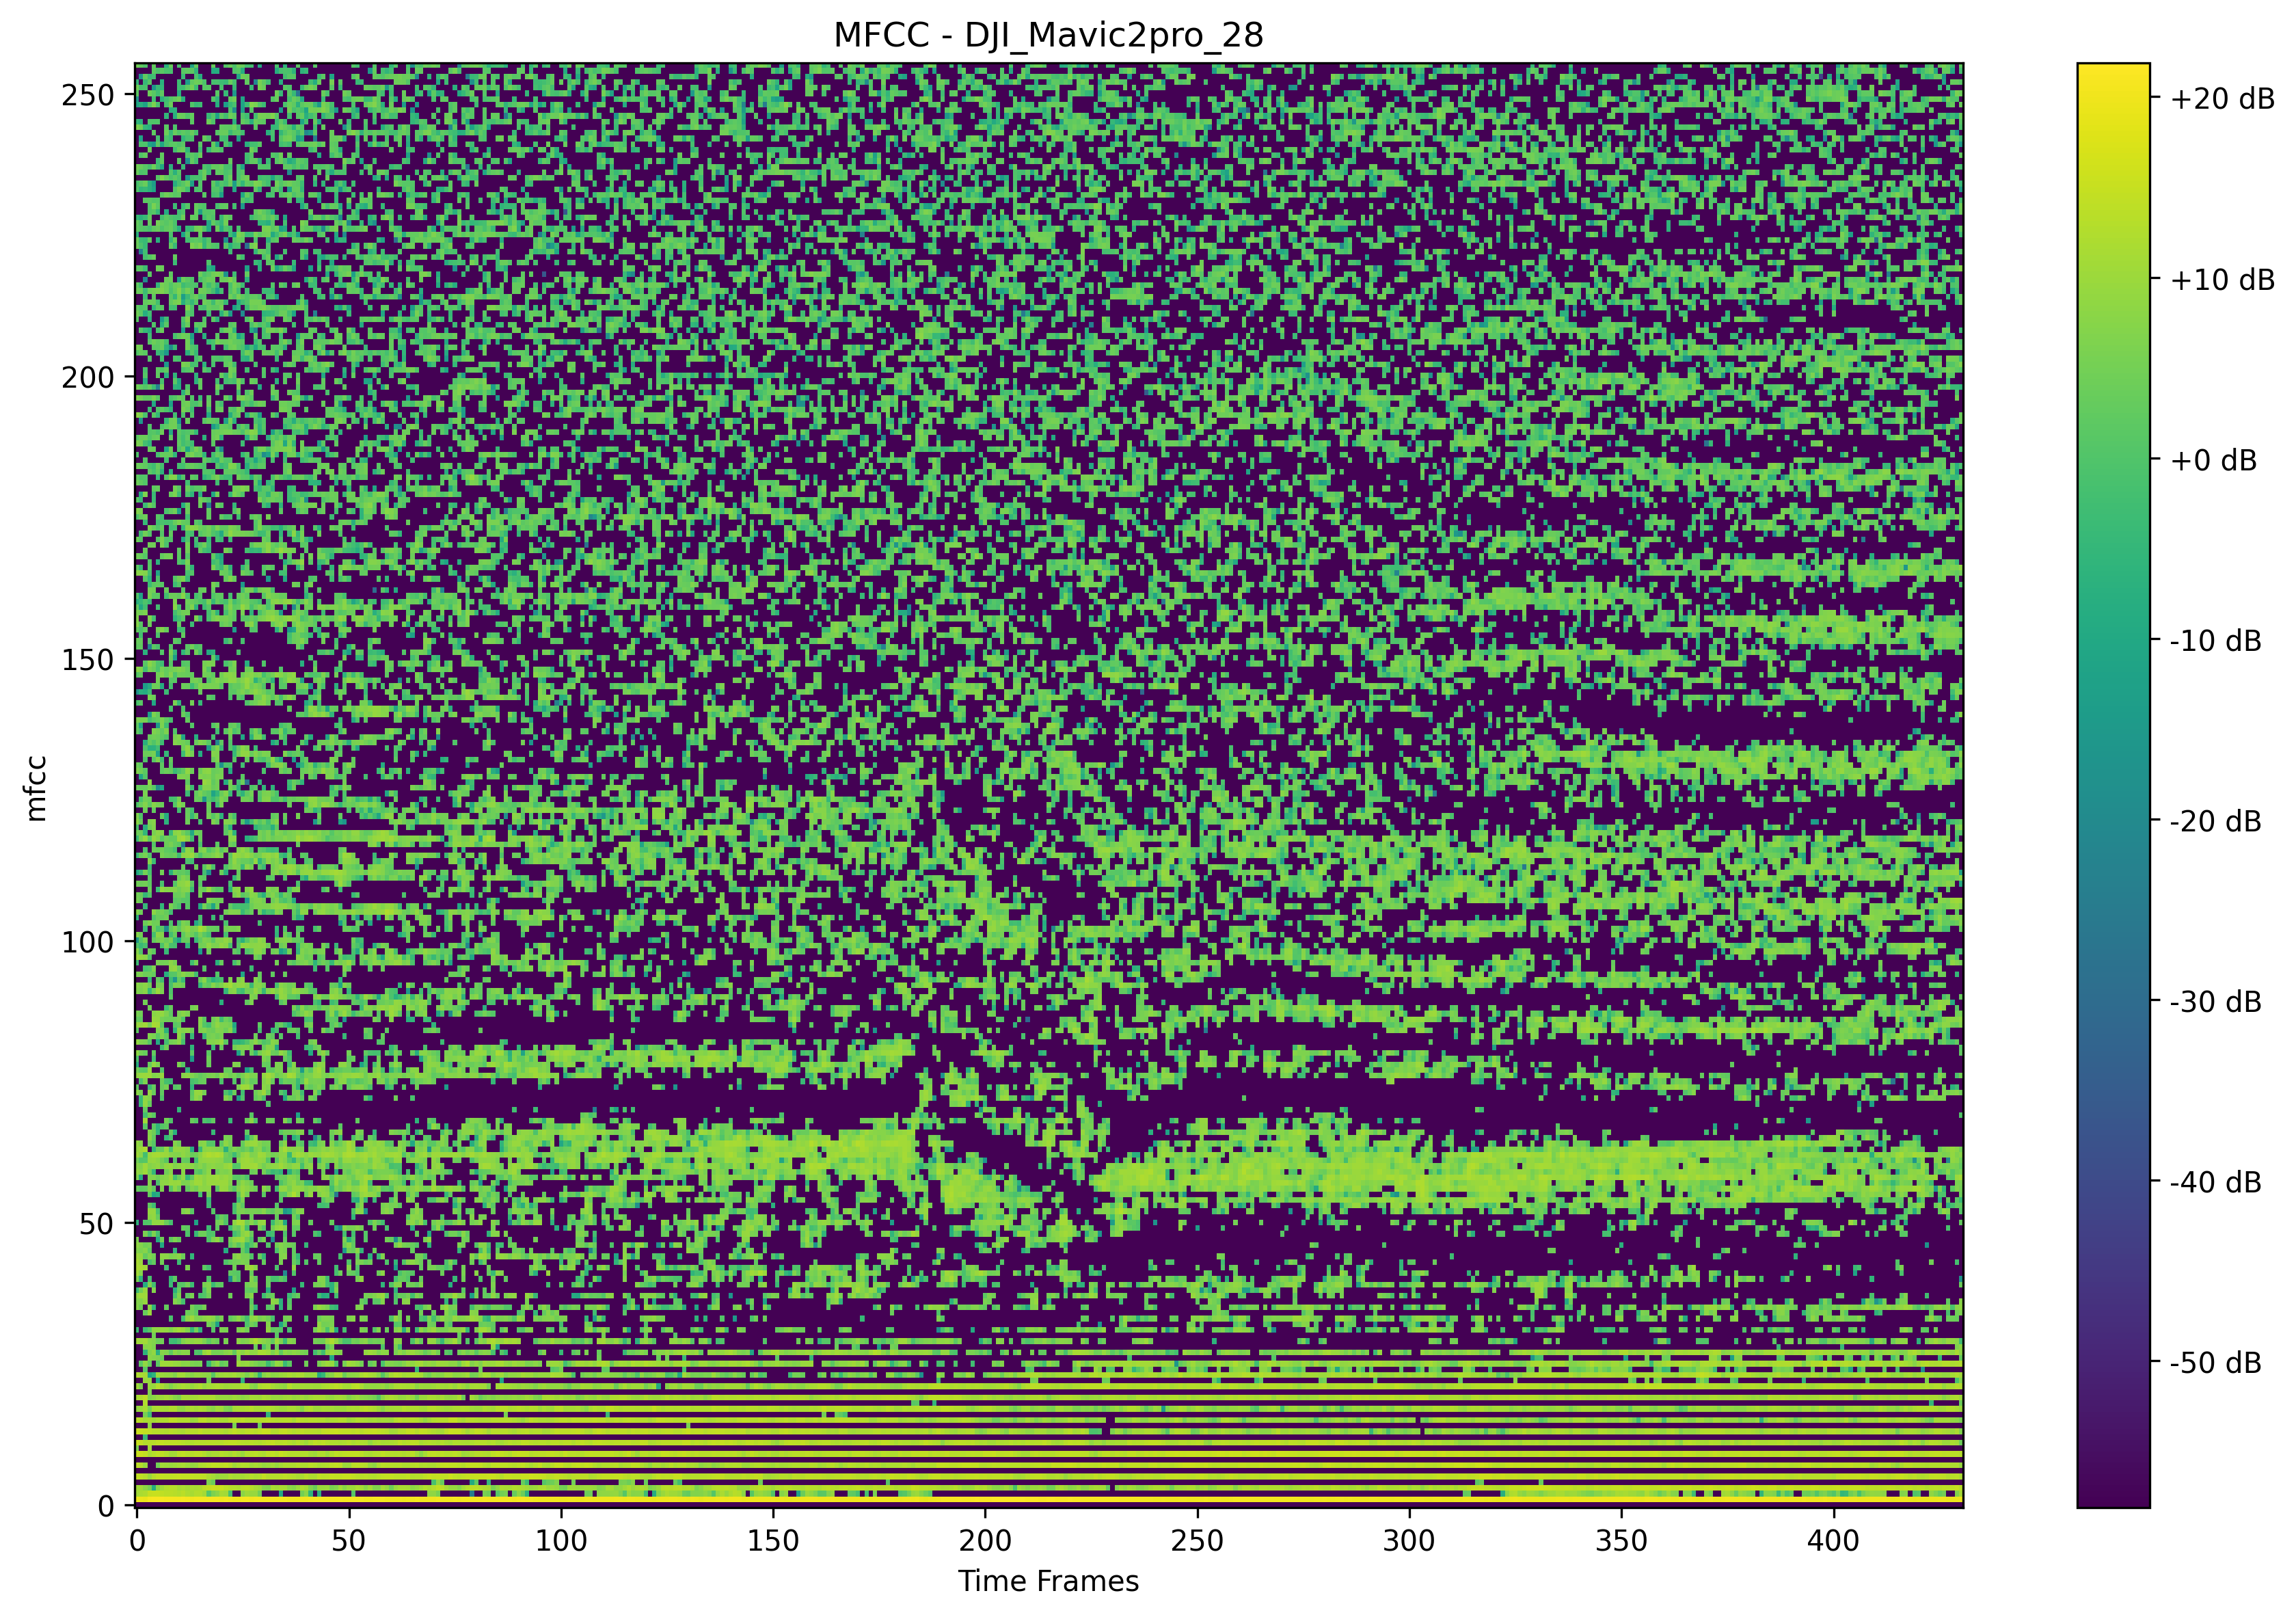 MFCC - DJI_Mavic2pro_28
250
200
150
100
50
0
mfcc
0 50 100 150 200 250 300 350 400
Time Frames
+20 dB
+10 dB
+0 dB
-10 dB
-20 dB
-30 dB
-40 dB
-50 dB